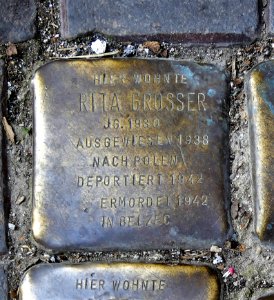 HIER WOHNTE
RITA GROSSER
JG. 1930
AUSGEWIESEN 1938
NACH POLEN
DEPORTIERT 1942
ERMORDET 1942
IN BELZEC
HIER WOHNTE